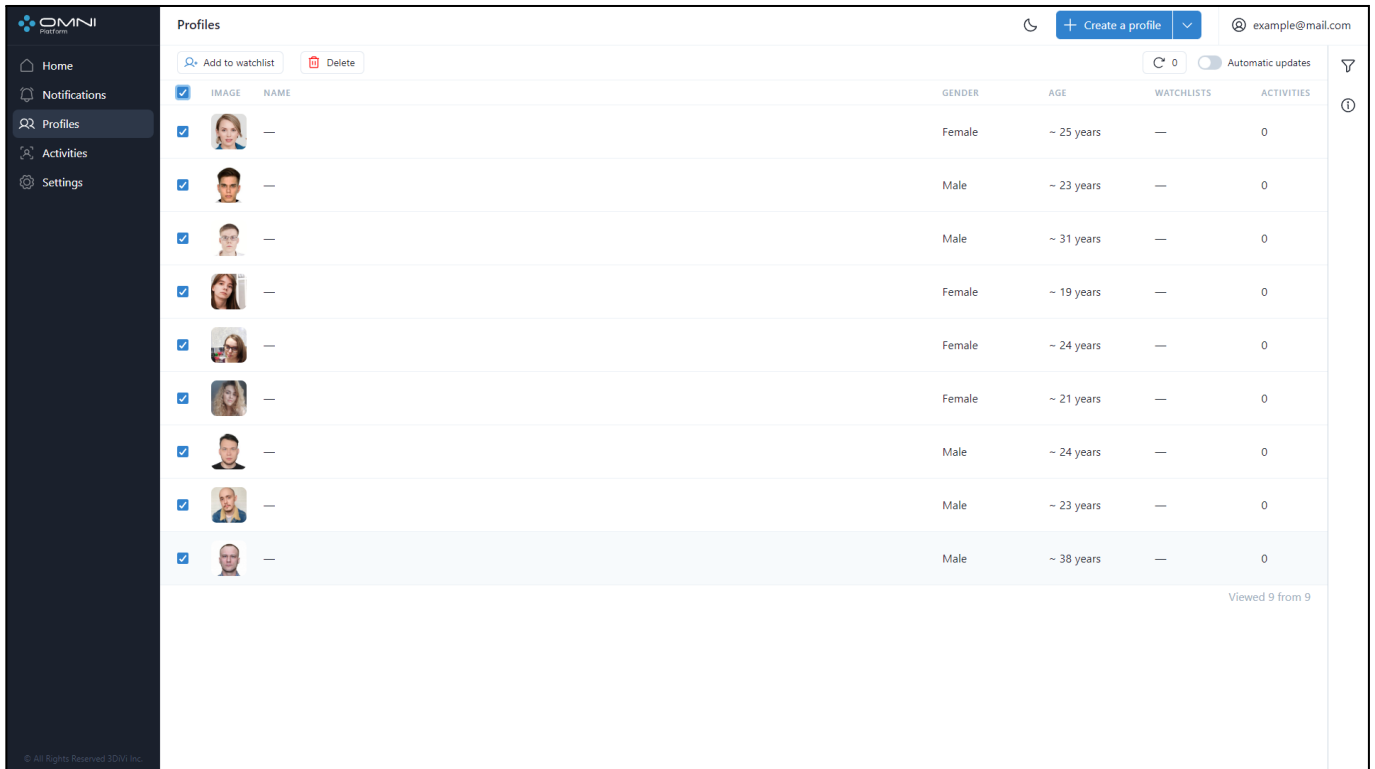 OMNI
Platform
Profiles
Create a profile
example@mail.com
Home
Notifications
Profiles
Activities
Settings
Add to watchlist
Delete
0
Automatic updates
IMAGE NAME GENDER AGE WATCHLISTS ACTIVITIES
— Female ~ 25 years — 0
— Male ~ 23 years — 0
— Male ~ 31 years — 0
— Female ~ 19 years — 0
— Female ~ 24 years — 0
— Female ~ 21 years — 0
— Male ~ 24 years — 0
— Male ~ 23 years — 0
— Male ~ 38 years — 0
Viewed 9 from 9
© All Rights Reserved 3DiVi Inc.